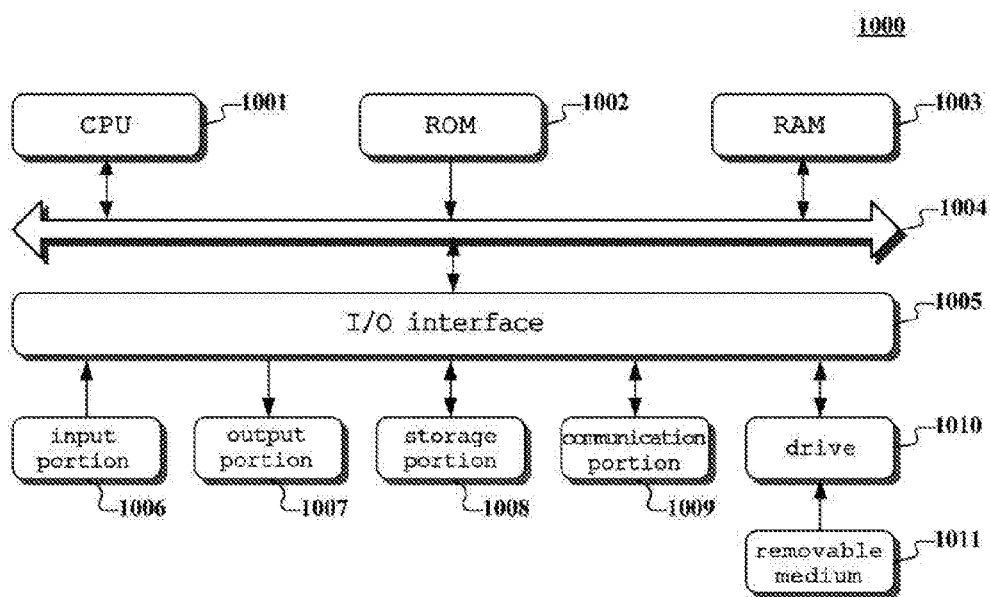 1000
CPU
1001
ROM
1002
RAM
1003
1004
I/O interface
1005
input
portion
1006
output
portion
1007
storage
portion
1008
communication
portion
1009
drive
1010
removable
medium
1011